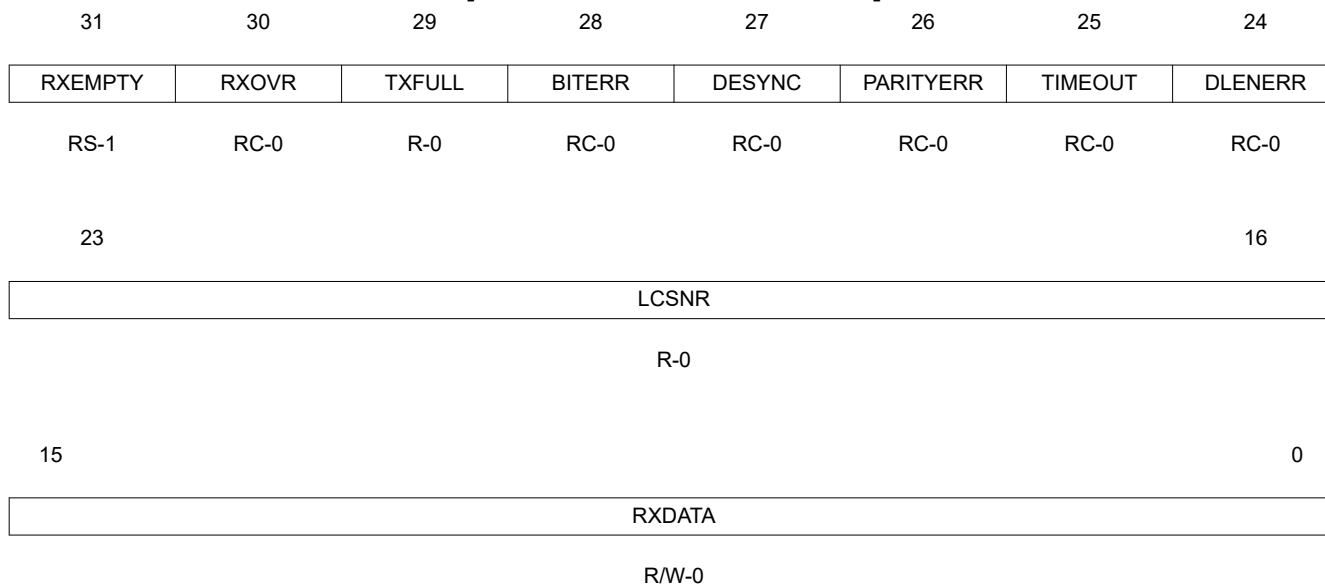 31 30 29 28 27 26 25 24
RXEMPTY RXOVR TXFULL BITERR DESYNC PARITYERR TIMEOUT DLENERR
RS-1 RC-0 R-0 RC-0 RC-0 RC-0 RC-0 RC-0
23 16
LCSNR
R-0
15 0
RXDATA
R/W-0